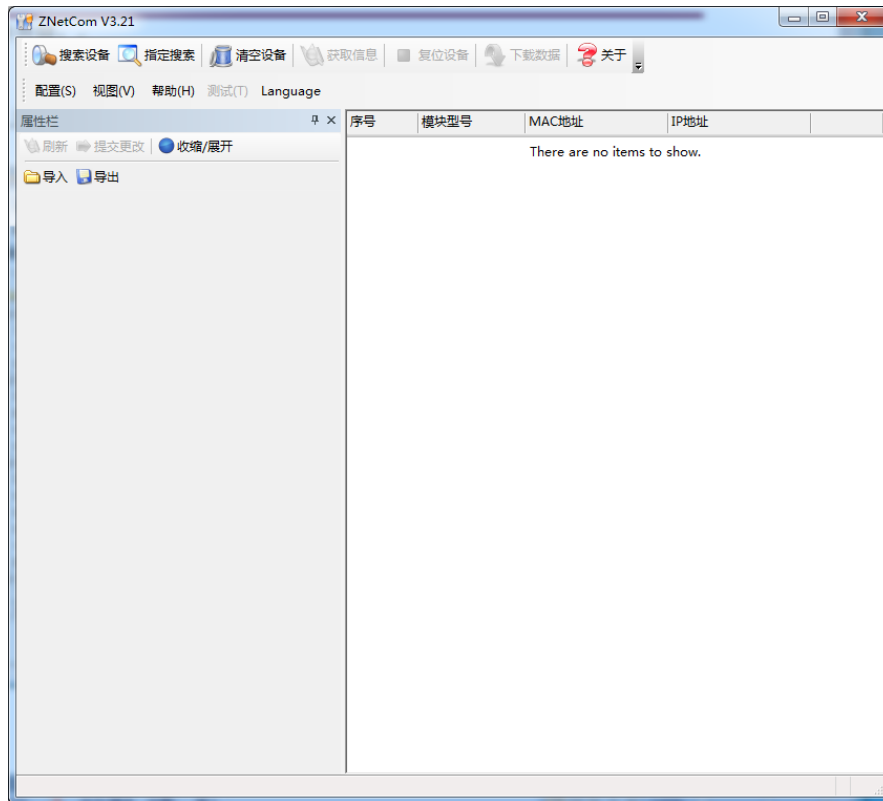 ZNetCom V3.21
搜索设备 指定搜索 清空设备 获取信息 复位设备 下载数据 关于
配置(S) 视图(V) 帮助(H) 测试(T) Language
属性栏 序号 模块型号 MAC地址 IP地址
刷新 提交更改 收缩/展开 There are no items to show.
导入 导出